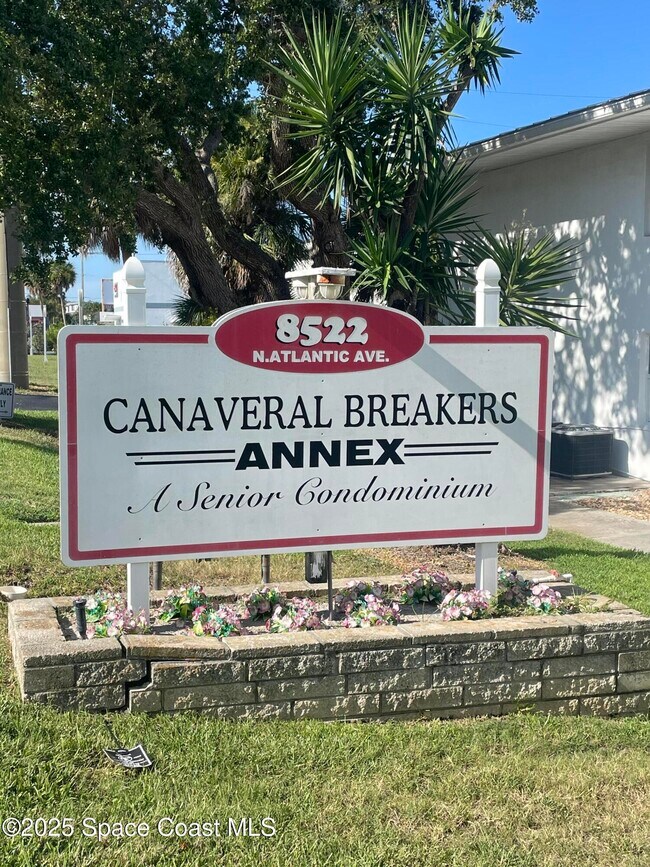 8522
N.ATLANTIC AVE.
CANAVERAL BREAKERS
ANNEX
A Senior Condominium
©2025 Space Coast MLS